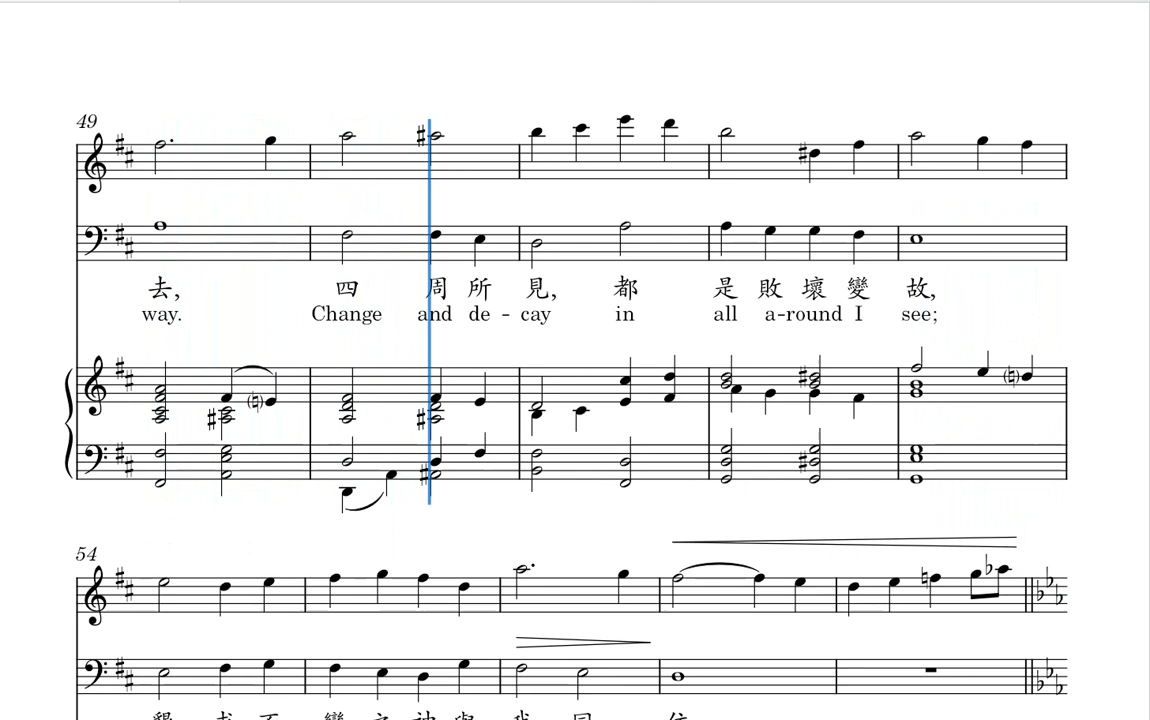 49
去, 四 周 所 見, 都 是 敗 壞 變 故,
way. Change and de - cay in all a-round I see;
54